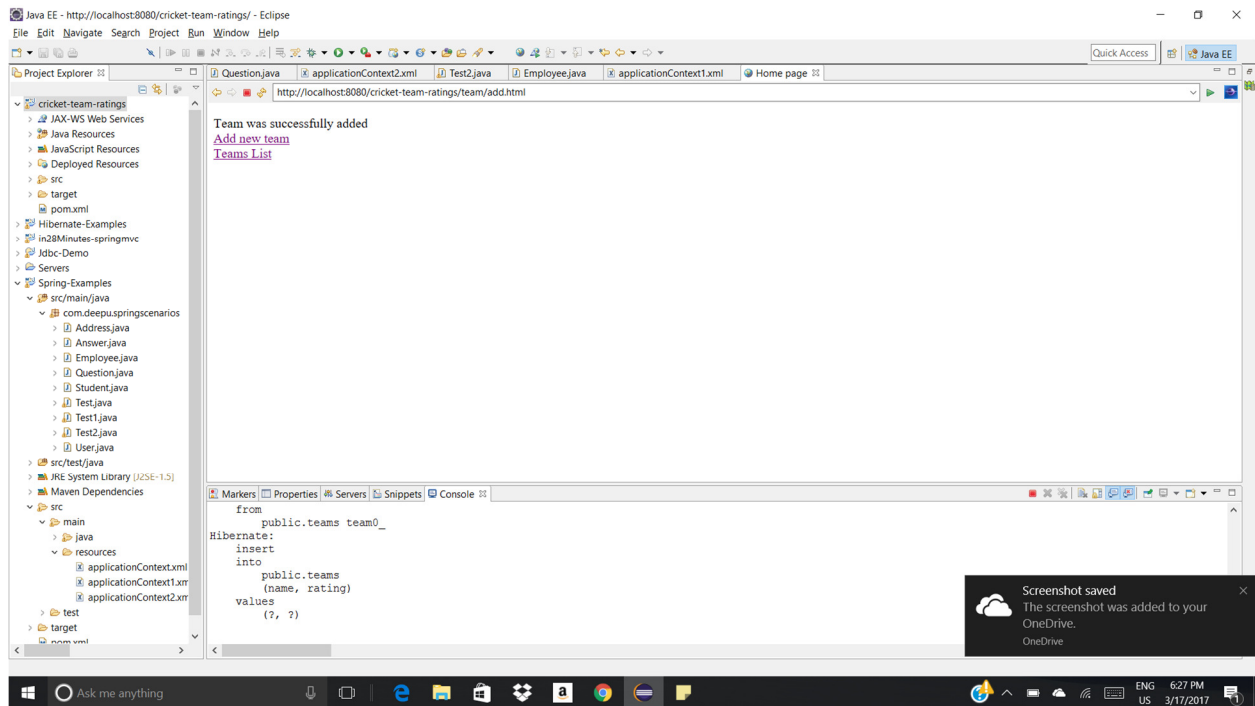 Java EE - http://localhost:8080/cricket-team-ratings/ - Eclipse
File Edit Navigate Search Project Run Window Help
Quick Access
Java EE
Project Explorer
Question.java
applicationContext2.xml
Test2.java
Employee.java
applicationContext1.xml
Home page
http://localhost:8080/cricket-team-ratings/team/add.html
cricket-team-ratings
JAX-WS Web Services
Java Resources
JavaScript Resources
Deployed Resources
src
target
pom.xml
Hibernate-Examples
in28Minutes-springmvc
Jdbc-Demo
Servers
Spring-Examples
src/main/java
com.deepu.springscenarios
Address.java
Answer.java
Employee.java
Question.java
Student.java
Test.java
Test1.java
Test2.java
User.java
src/test/java
JRE System Library [J2SE-1.5]
Maven Dependencies
src
main
java
resources
applicationContext.xml
applicationContext1.xm
applicationContext2.xm
test
target
pom.xml
Team was successfully added
Add new team
Teams List
Markers
Properties
Servers
Snippets
Console
from
public.teams team0_
Hibernate:
insert
into
public.teams
(name, rating)
values
(?, ?)
Screenshot saved
The screenshot was added to your
OneDrive.
OneDrive
Ask me anything
ENG
US
6:27 PM
3/17/2017
1